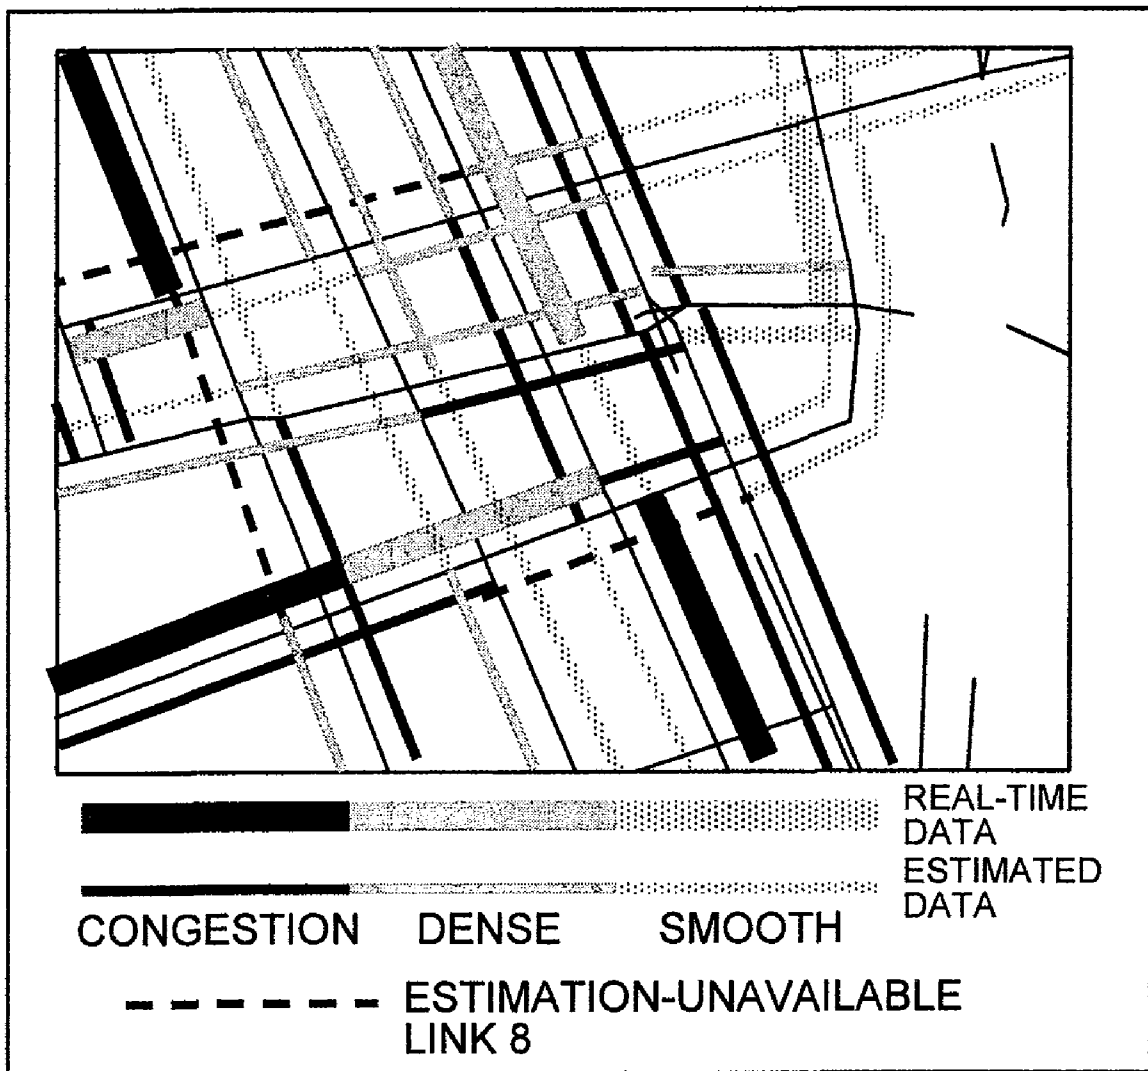 REAL-TIME
DATA
ESTIMATED
DATA
CONGESTION DENSE SMOOTH
ESTIMATION-UNAVAILABLE
LINK 8